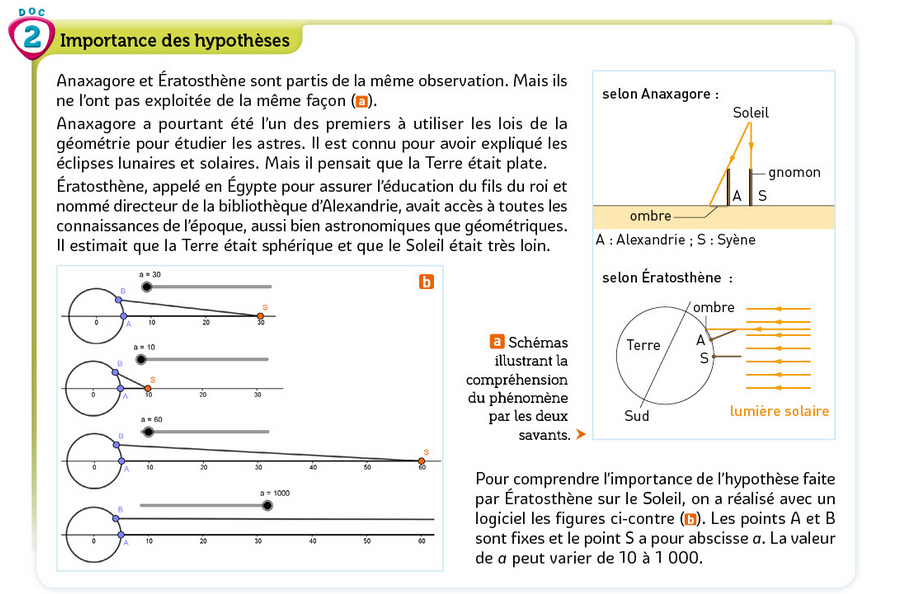 DOC
2
Importance des hypothèses
Anaxagore et Ératosthène sont partis de la même observation. Mais ils
ne l'ont pas exploitée de la même façon (a).
Anaxagore a pourtant été l'un des premiers à utiliser les lois de la
géométrie pour étudier les astres. Il est connu pour avoir expliqué les
éclipses lunaires et solaires. Mais il pensait que la Terre était plate.
Ératosthène, appelé en Égypte pour assurer l'éducation du fils du roi et
nommé directeur de la bibliothèque d'Alexandrie, avait accès à toutes les
connaissances de l'époque, aussi bien astronomiques que géométriques.
Il estimait que la Terre était sphérique et que le Soleil était très loin.
selon Anaxagore :
Soleil
gnomon
A S
ombre
A : Alexandrie ; S : Syène
selon Ératosthène :
ombre
Terre
A
S
Sud
lumière solaire
b
a = 30
B
S
A
0 10 20 30
a = 10
B
S
A
0 10 20 30
a = 60
B
S
A
0 10 20 30 40 50 60
a = 1000
B
A
0 10 20 30 40 50 60
a Schémas
illustrant la
compréhension
du phénomène
par les deux
savants.
Pour comprendre l'importance de l'hypothèse faite
par Ératosthène sur le Soleil, on a réalisé avec un
logiciel les figures ci-contre (b). Les points A et B
sont fixes et le point S a pour abscisse a. La valeur
de a peut varier de 10 à 1 000.